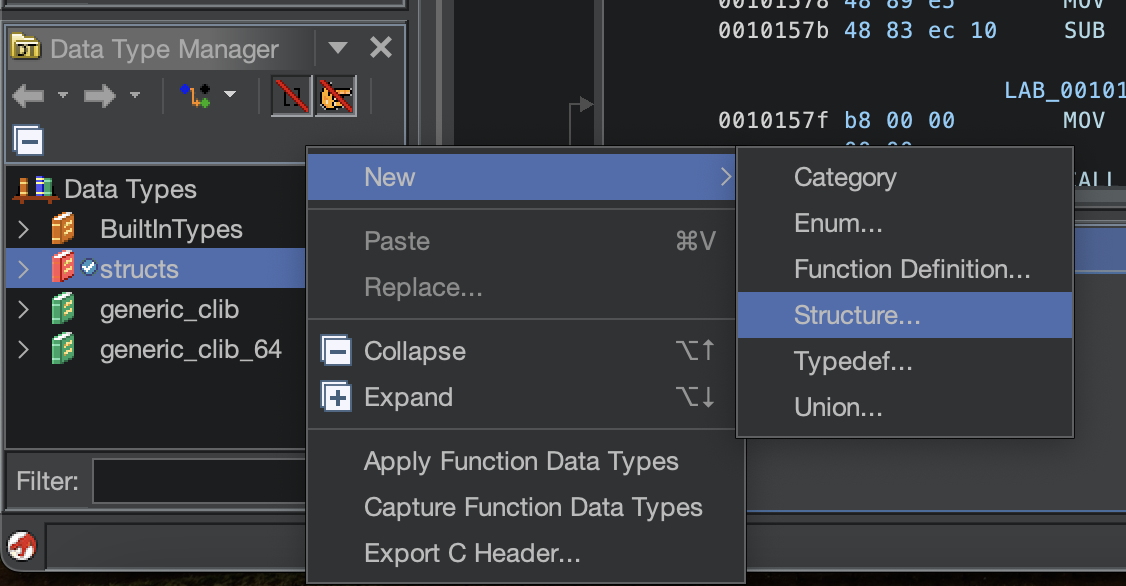 Data Type Manager
Data Types
BuiltInTypes
structs
generic_clib
generic_clib_64
Filter:
New
Paste ⌘V
Replace...
Collapse ⌥↑
Expand ⌥↓
Apply Function Data Types
Capture Function Data Types
Export C Header...
Category
Enum...
Function Definition...
Structure...
Typedef...
Union...
00101578 48 89 e5 MOV
0010157b 48 83 ec 10 SUB
LAB_00101
0010157f b8 00 00 MOV
00 00